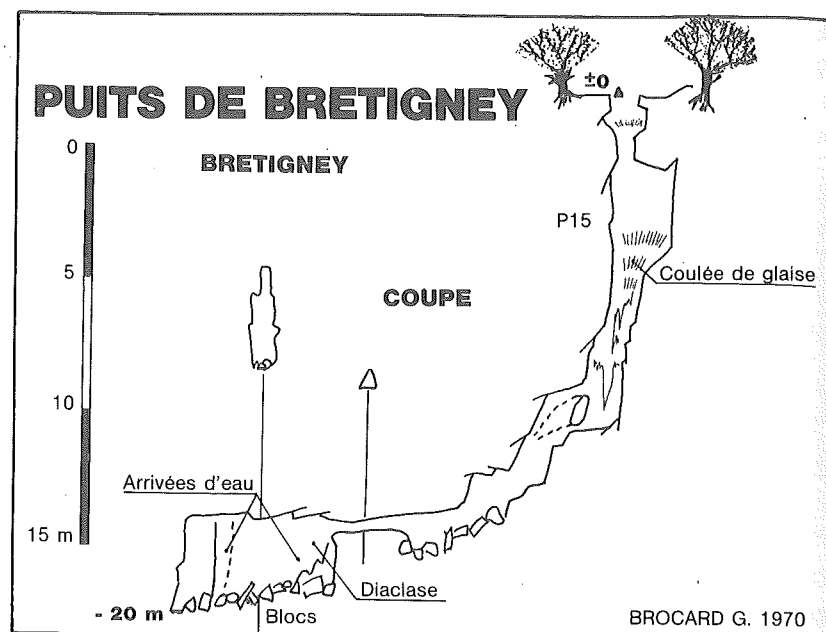 ±0
PUITS DE BRETIGNEY
BRETIGNEY
0
P15
5
Coulée de glaise
COUPE
10
Arrivées d'eau
15 m
Diaclase
- 20 m
Blocs
BROCARD G. 1970